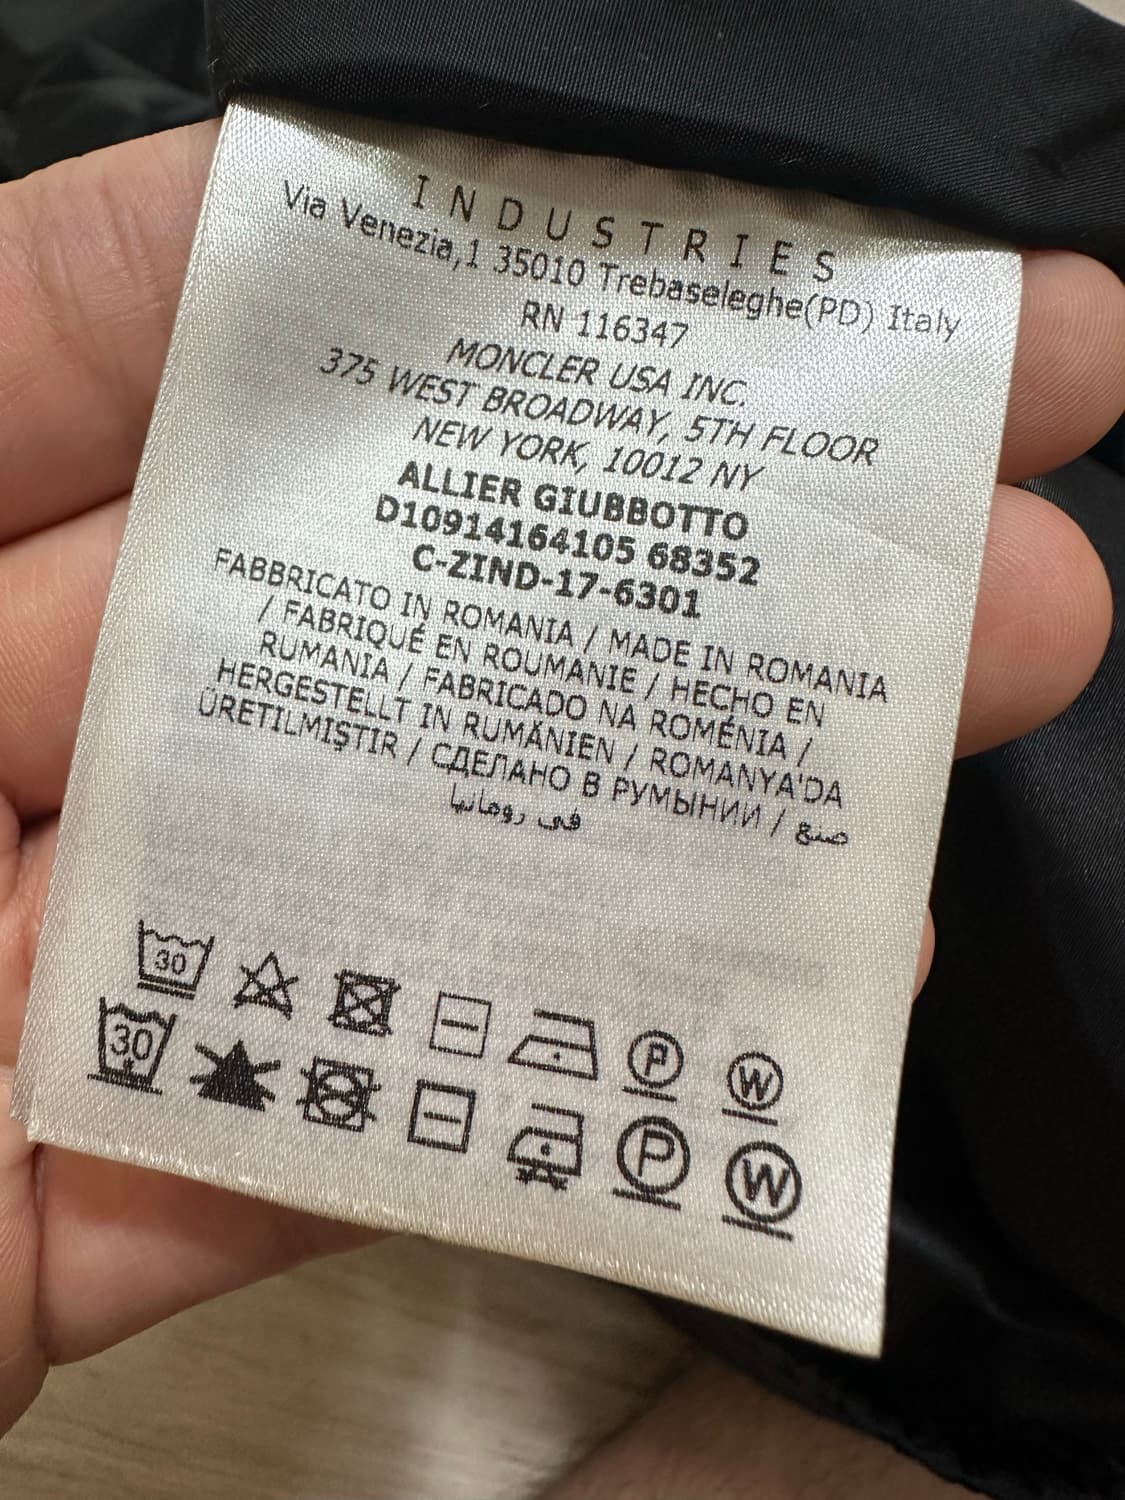 INDUSTRIES
Via Venezia,1 35010 Trebaseleghe(PD) Italy
RN 116347
MONCLER USA INC.
375 WEST BROADWAY, 5TH FLOOR
NEW YORK, 10012 NY
ALLIER GIUBBOTTO
D10914164105 68352
C-ZIND-17-6301
FABBRICATO IN ROMANIA / MADE IN ROMANIA
/ FABRIQUÉ EN ROUMANIE / HECHO EN
RUMANIA / FABRICADO NA ROMÉNIA /
HERGESTELLT IN RUMÄNIEN / ROMANYA'DA
ÜRETILMIŞTIR / СДЕЛАНО В РУМЫНИИ / صنع
في رومانيا
30 P W
30 P W